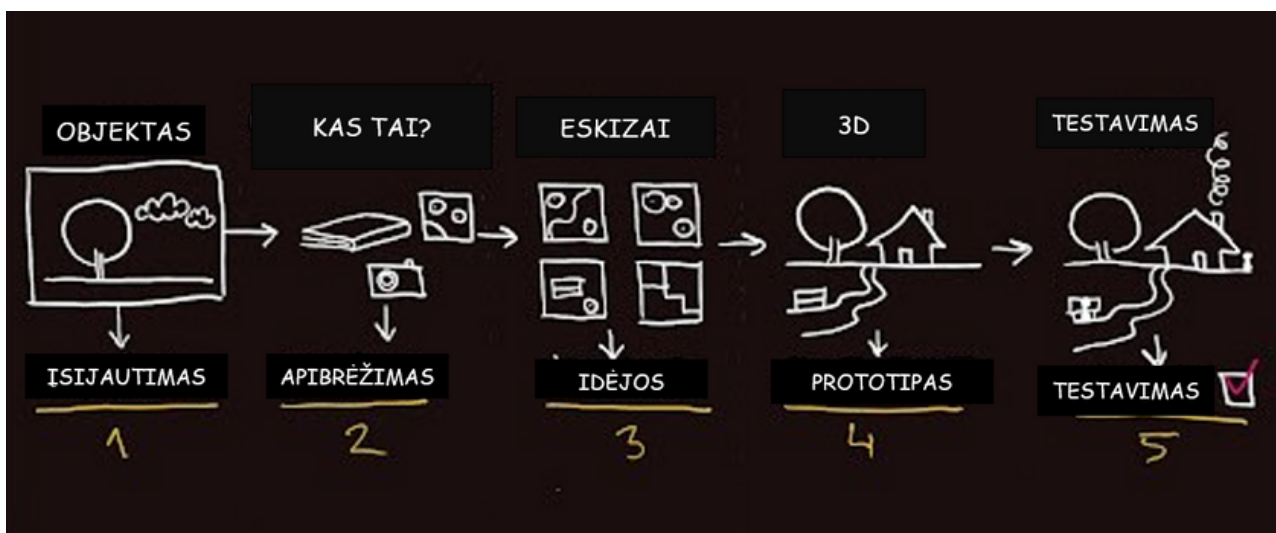 OBJEKTAS
KAS TAI?
ESKIZAI
3D
TESTAVIMAS
ĮSIJAUTIMAS
APIBRĖŽIMAS
IDĖJOS
PROTOTIPAS
TESTAVIMAS
1
2
3
4
5